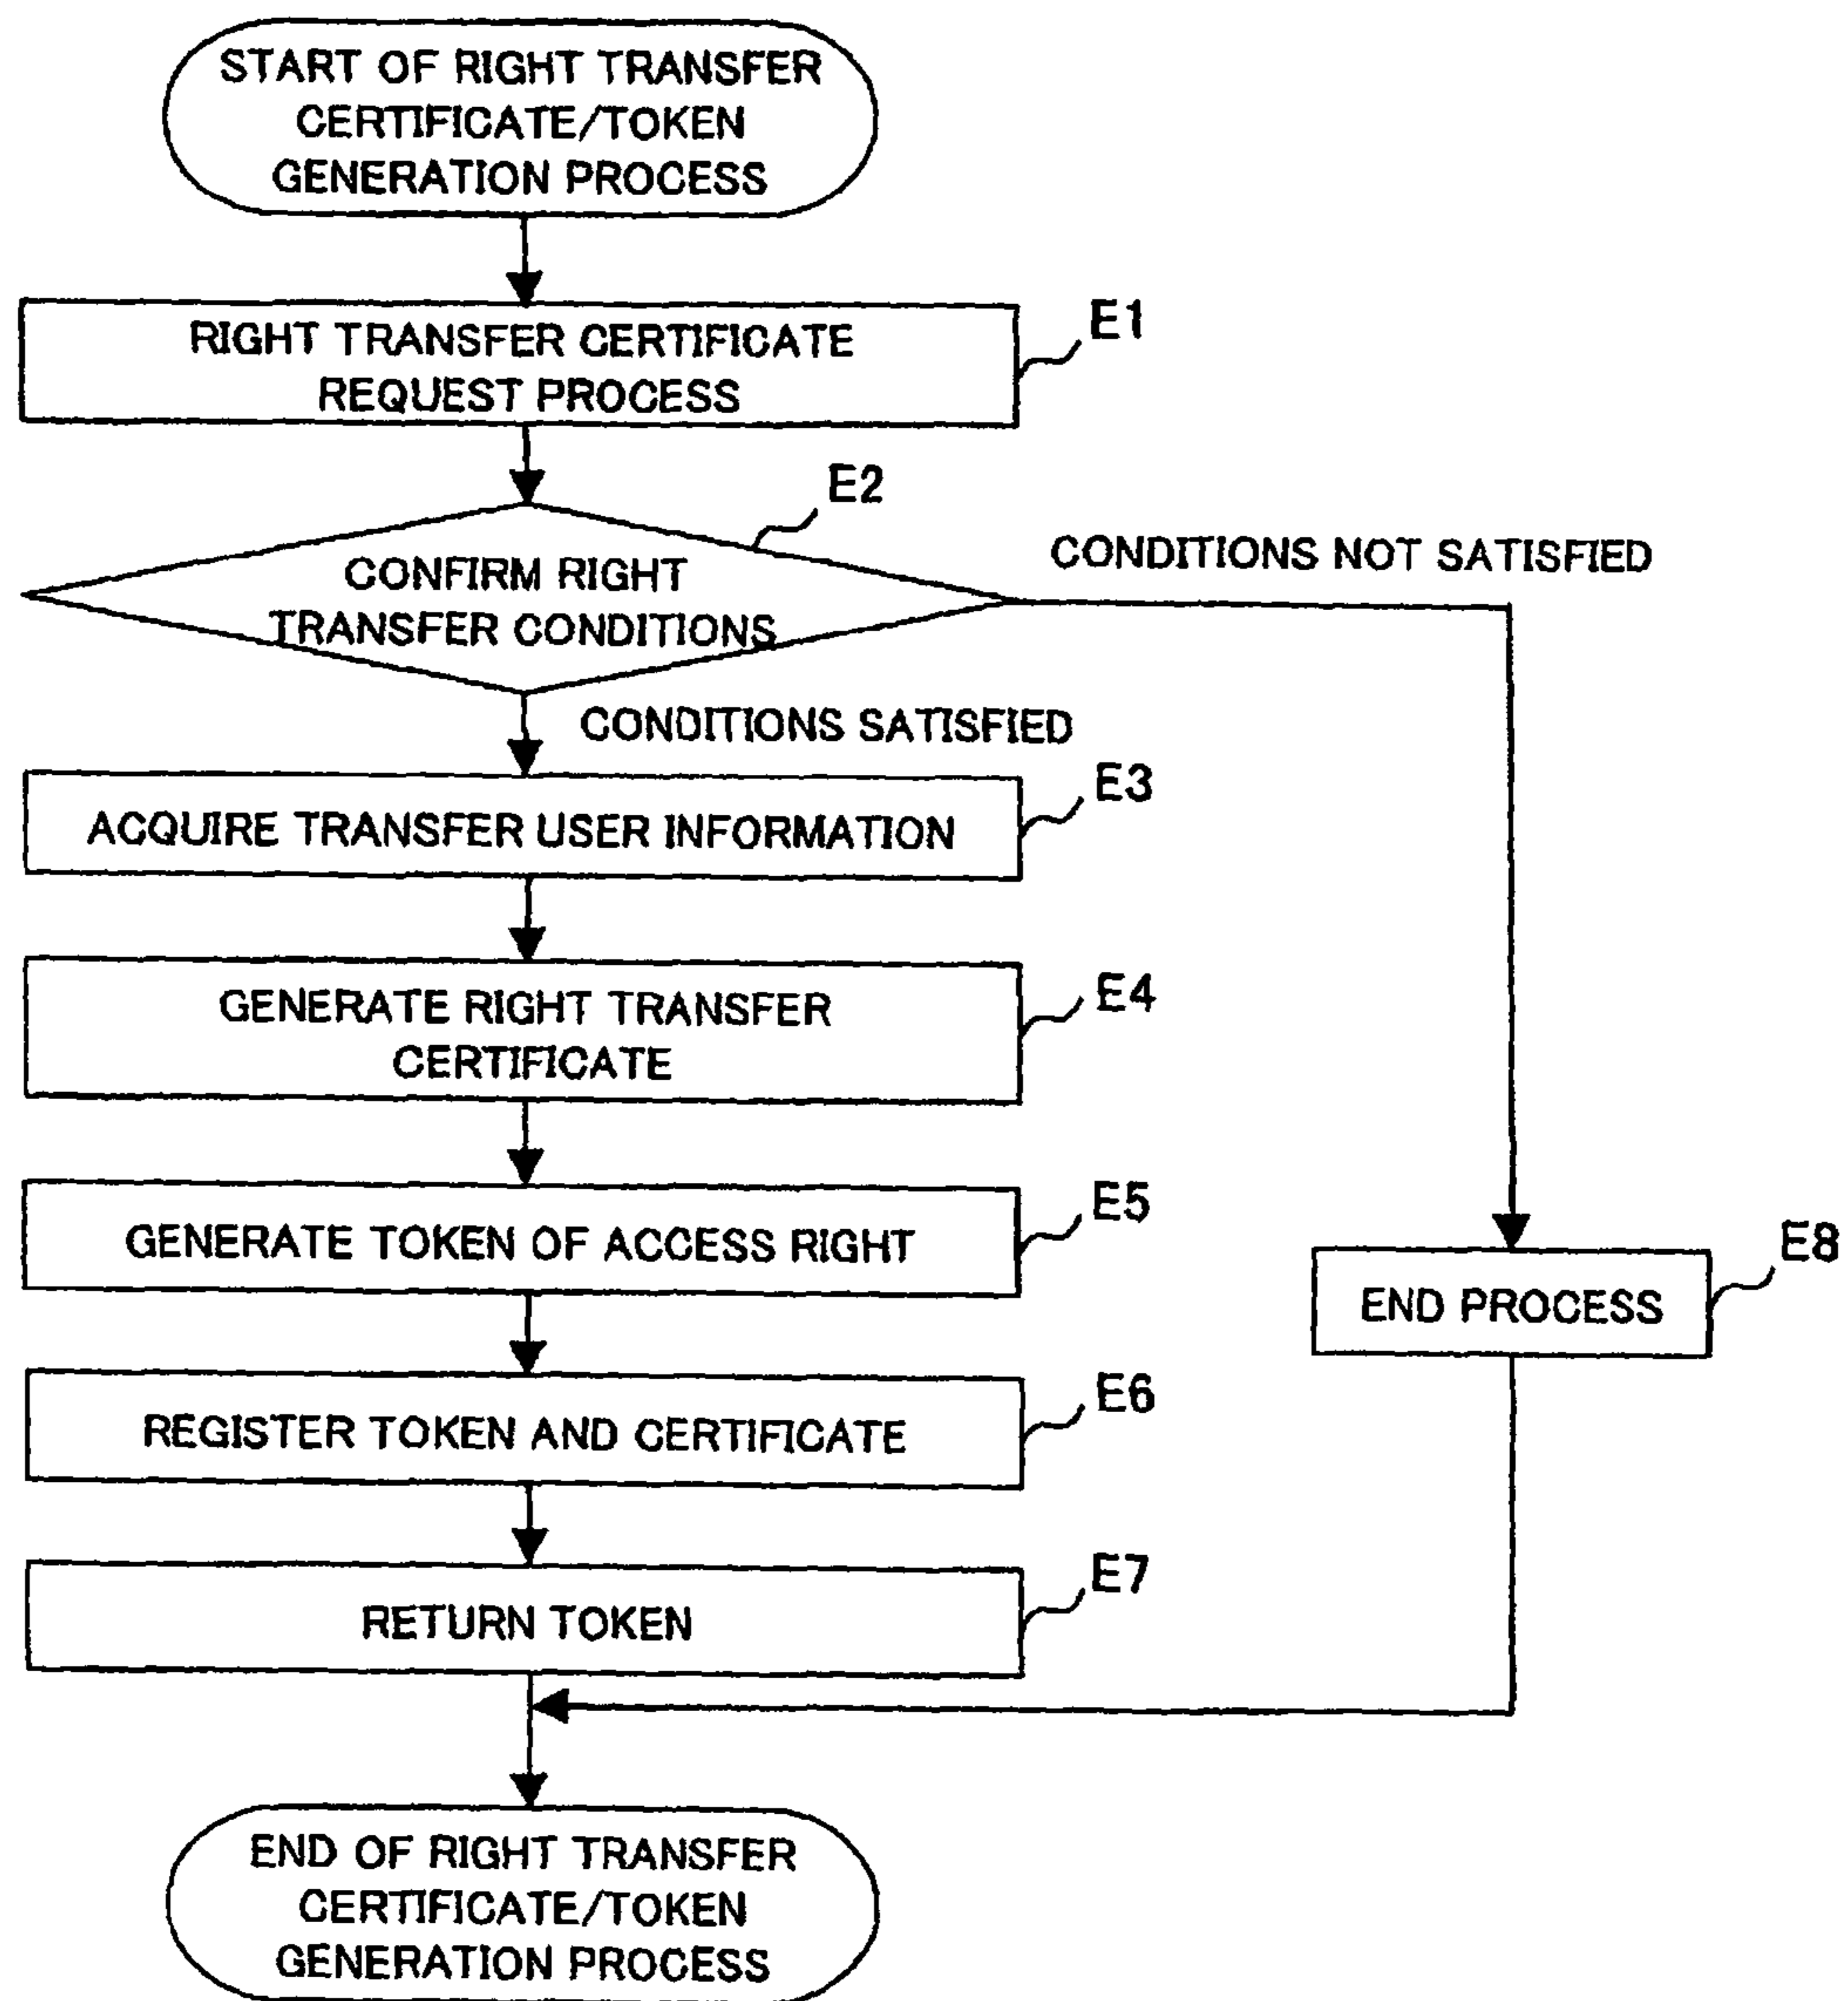 START OF RIGHT TRANSFER
CERTIFICATE/TOKEN
GENERATION PROCESS
RIGHT TRANSFER CERTIFICATE
REQUEST PROCESS
E1
E2
CONFIRM RIGHT
TRANSFER CONDITIONS
CONDITIONS NOT SATISFIED
CONDITIONS SATISFIED
E3
ACQUIRE TRANSFER USER INFORMATION
E4
GENERATE RIGHT TRANSFER
CERTIFICATE
E5
GENERATE TOKEN OF ACCESS RIGHT
E8
END PROCESS
E6
REGISTER TOKEN AND CERTIFICATE
E7
RETURN TOKEN
END OF RIGHT TRANSFER
CERTIFICATE/TOKEN
GENERATION PROCESS